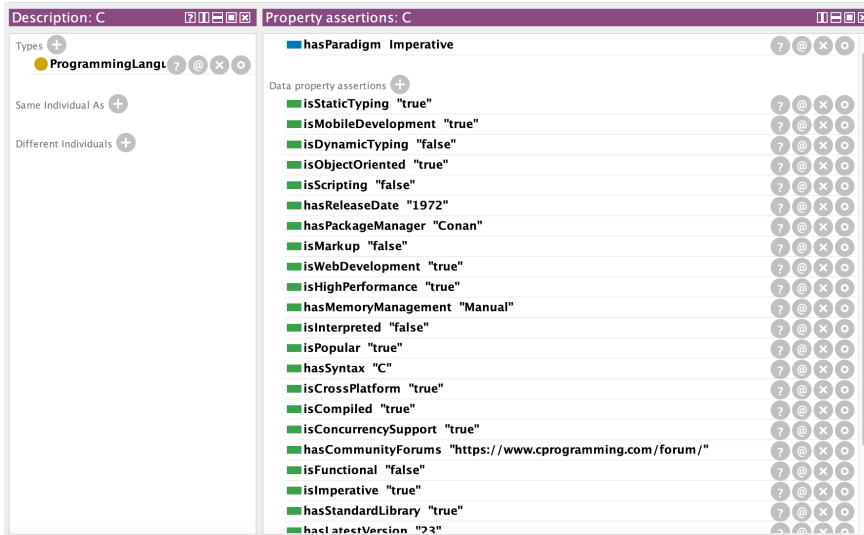 Description: C
Types
ProgrammingLangu
Same Individual As
Different Individuals
Property assertions: C
hasParadigm Imperative
Data property assertions
isStaticTyping "true"
isMobileDevelopment "true"
isDynamicTyping "false"
isObjectOriented "true"
isScripting "false"
hasReleaseDate "1972"
hasPackageManager "Conan"
isMarkup "false"
isWebDevelopment "true"
isHighPerformance "true"
hasMemoryManagement "Manual"
isInterpreted "false"
isPopular "true"
hasSyntax "C"
isCrossPlatform "true"
isCompiled "true"
isConcurrencySupport "true"
hasCommunityForums "https://www.cprogramming.com/forum/"
isFunctional "false"
isImperative "true"
hasStandardLibrary "true"
hasLatestVersion "23"